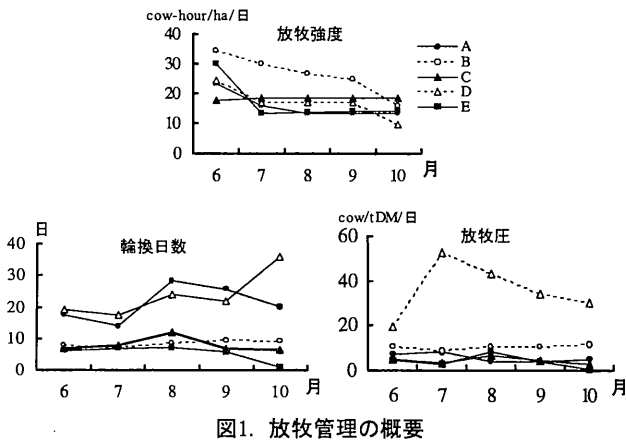 cow-hour/ha/日
放牧強度
40
30
20
10
0
6 7 8 9 10 月
A
B
C
D
E
日
輪換日数
40
30
20
10
0
6 7 8 9 10 月
cow/tDM/日
放牧圧
60
40
20
0
6 7 8 9 10 月
図1. 放牧管理の概要